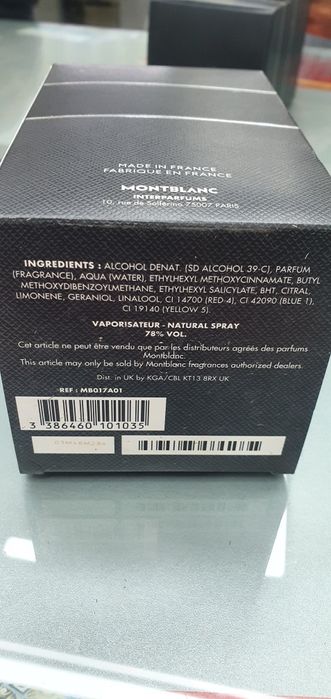 MADE IN FRANCE
FABRIQUE EN FRANCE
MONTBLANC
INTERPARFUMS
10, rue de Solferino 75007 PARIS
INGREDIENTS : ALCOHOL DENAT. (SD ALCOHOL 39-C), PARFUM
(FRAGRANCE), AQUA (WATER), ETHYLHEXYL METHOXYCINNAMATE, BUTYL
METHOXYDIBENZOYLMETHANE, ETHYLHEXYL SALICYLATE, BHT, CITRAL,
LIMONENE, GERANIOL, LINALOOL, CI 14700 (RED 4), CI 42090 (BLUE 1),
CI 19140 (YELLOW 5).
VAPORISATEUR - NATURAL SPRAY
78% VOL.
Cet article ne peut être vendu que par les distributeurs agréés des parfums
Montblanc.
This article may only be sold by Montblanc fragrances authorized dealers.
Dist. in UK by KGA/CBL KT13 8RX UK
REF : MB017A01
3 386460 101035